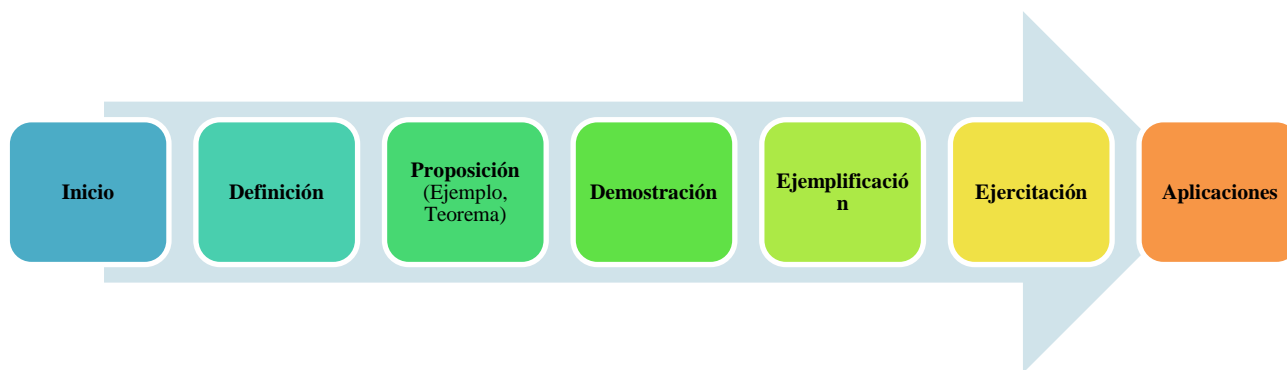 Inicio
Definición
Proposición
(Ejemplo,
Teorema)
Demostración
Ejemplificació
n
Ejercitación
Aplicaciones